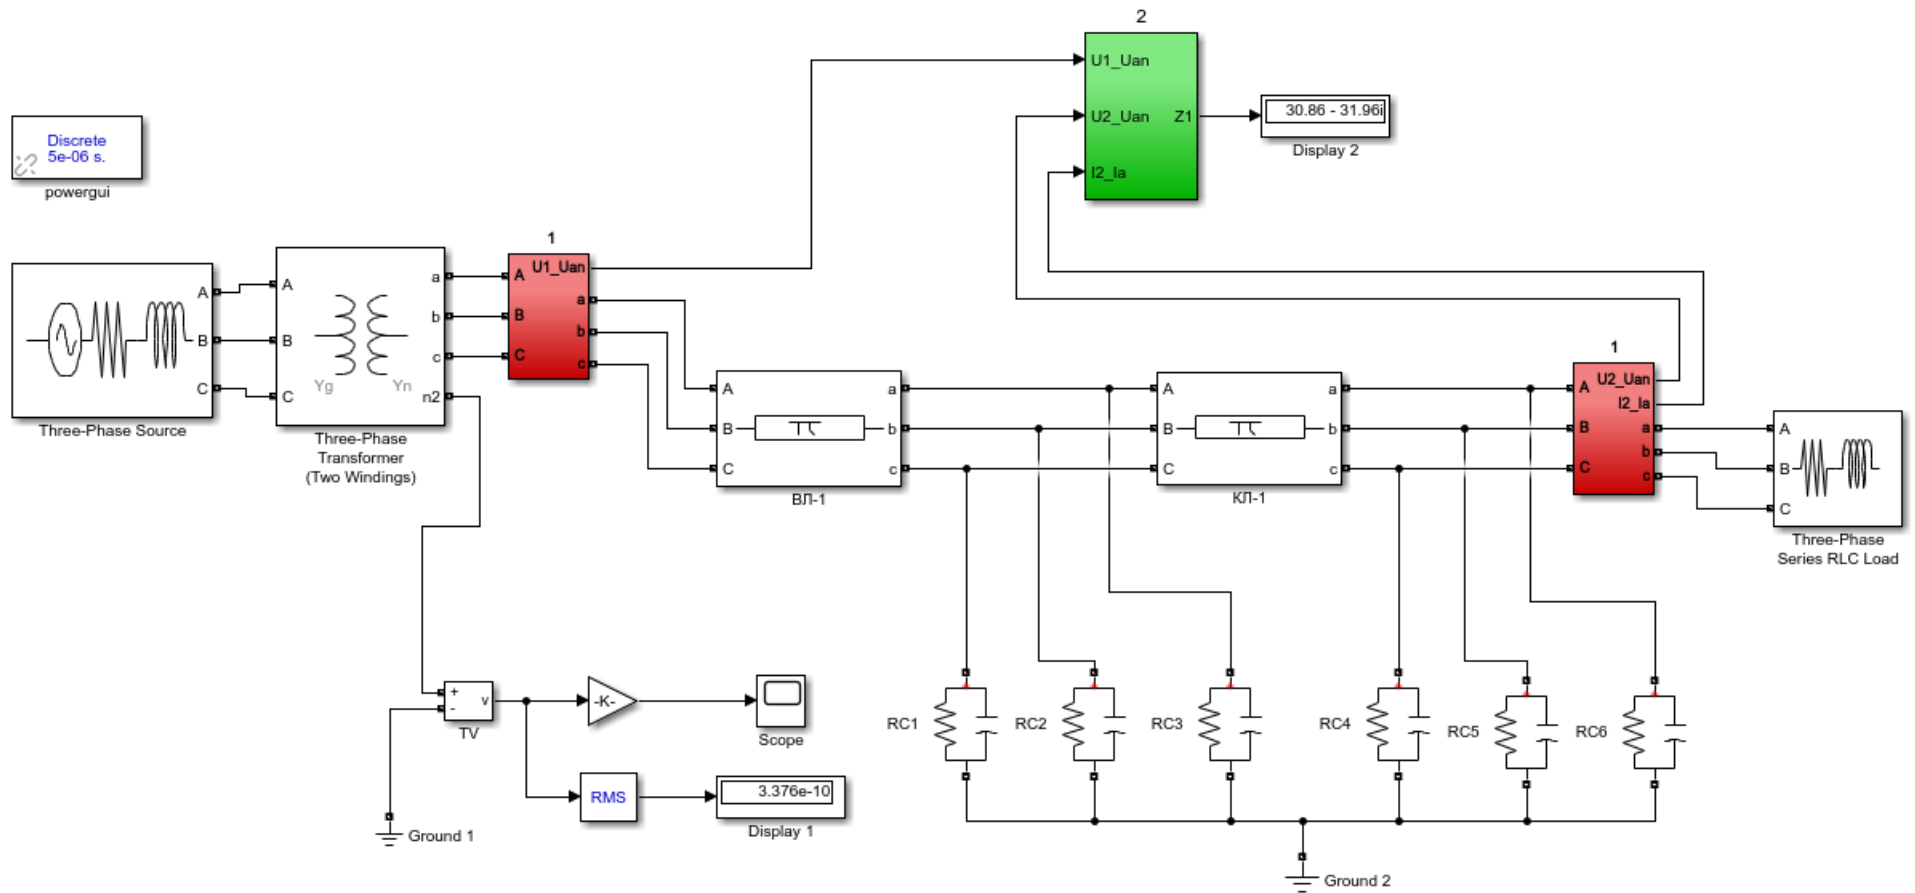 2
U1_Uan
U2_Uan
Z1
I2_Ia
30.86 - 31.96i
Display 2
Discrete
5e-06 s.
powergui
A
B
C
Three-Phase Source
A
B
C
a
b
c
n2
Yg
Yn
Three-Phase
Transformer
(Two Windings)
1
A
B
C
U1_Uan
a
b
c
A
B
C
a
b
c
ВЛ-1
A
B
C
a
b
c
КЛ-1
1
A
B
C
U2_Uan
I2_Ia
a
b
c
A
B
C
Three-Phase
Series RLC Load
+
-
v
TV
-K-
Scope
RMS
3.376e-10
Display 1
Ground 1
RC1
RC2
RC3
RC4
RC5
RC6
Ground 2